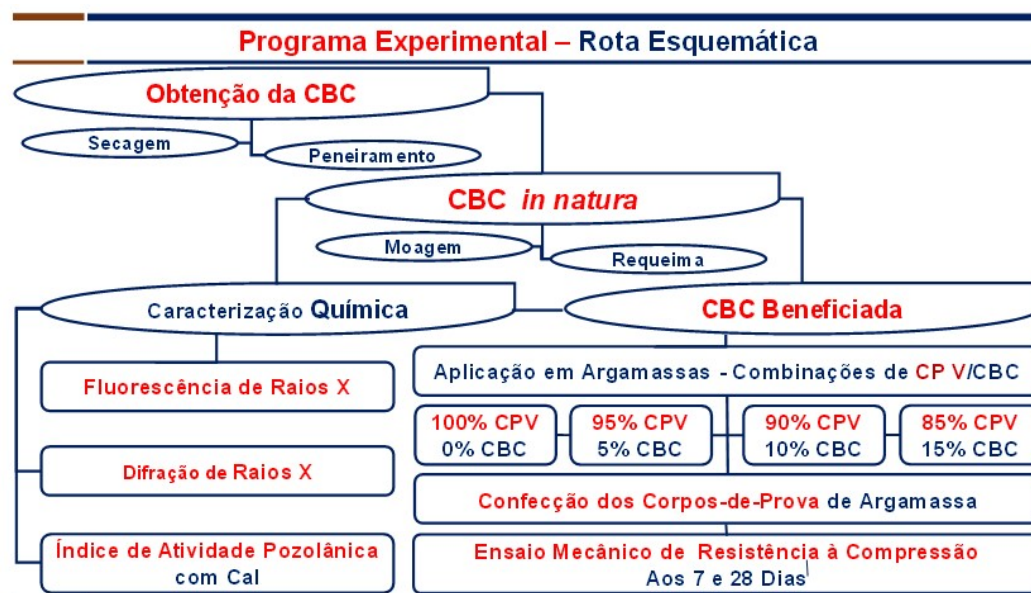 Programa Experimental – Rota Esquemática
Obtenção da CBC
Secagem
Peneiramento
CBC in natura
Moagem
Requeima
Caracterização Química
CBC Beneficiada
Fluorescência de Raios X
Difração de Raios X
Índice de Atividade Pozolânica
com Cal
Aplicação em Argamassas - Combinações de CP V/CBC
100% CPV
0% CBC
95% CPV
5% CBC
90% CPV
10% CBC
85% CPV
15% CBC
Confecção dos Corpos-de-Prova de Argamassa
Ensaio Mecânico de Resistência à Compressão
Aos 7 e 28 Dias